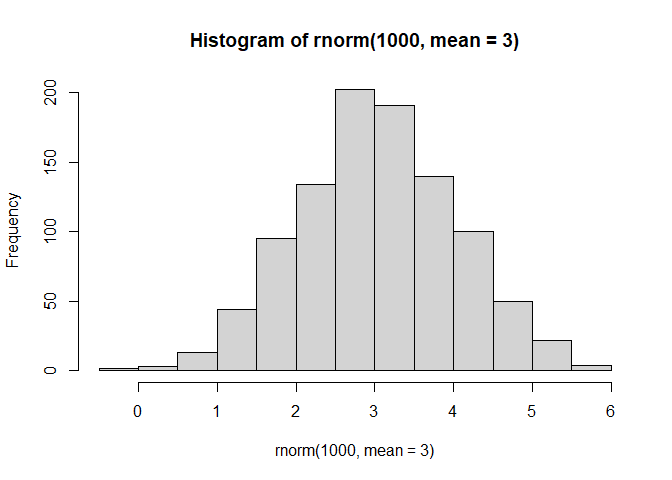 Histogram of rnorm(1000, mean = 3)
Frequency
200
150
100
50
0
0 1 2 3 4 5 6
rnorm(1000, mean = 3)